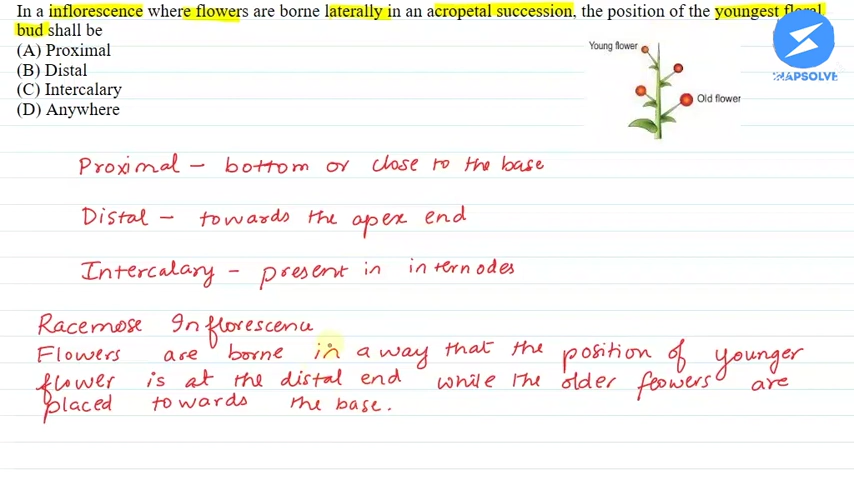 In a inflorescence where flowers are borne laterally in an acropetal succession, the position of the youngest floral
bud shall be
(A) Proximal
(B) Distal
(C) Intercalary
(D) Anywhere
Young flower
Old flower
SNAPSOLVE
Proximal - bottom or close to the base
Distal - towards the apex end
Intercalary - present in internodes
Racemose Inflorescence
Flowers are borne in a way that the position of younger
flower is at the distal end while the older flowers are
placed towards the base.